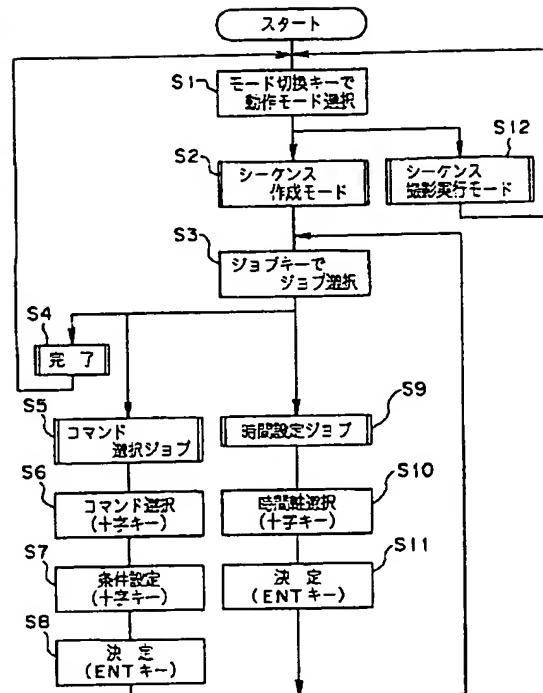 スタート
S1
モード切換キーで
動作モード選択
S2
シーケンス
作成モード
S12
シーケンス
撮影実行モード
S3
ジョブキーで
ジョブ選択
S4
完 了
S5
コマンド
選択ジョブ
S9
時間設定ジョブ
S6
コマンド選択
(十字キー)
S10
時間軸選択
(十字キー)
S7
条件設定
(十字キー)
S11
決 定
(ENTキー)
S8
決 定
(ENTキー)